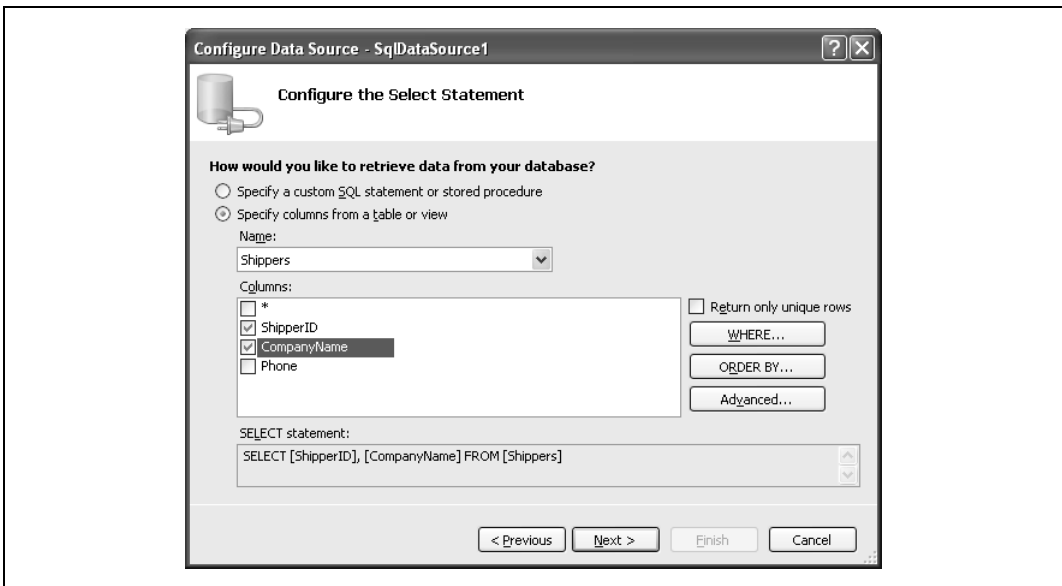 Configure Data Source - SqlDataSource1
Configure the Select Statement
How would you like to retrieve data from your database?
Specify a custom SQL statement or stored procedure
Specify columns from a table or view
Name:
Shippers
Columns:
*
ShipperID
CompanyName
Phone
Return only unique rows
WHERE...
ORDER BY...
Advanced...
SELECT statement:
SELECT [ShipperID], [CompanyName] FROM [Shippers]
< Previous
Next >
Finish
Cancel